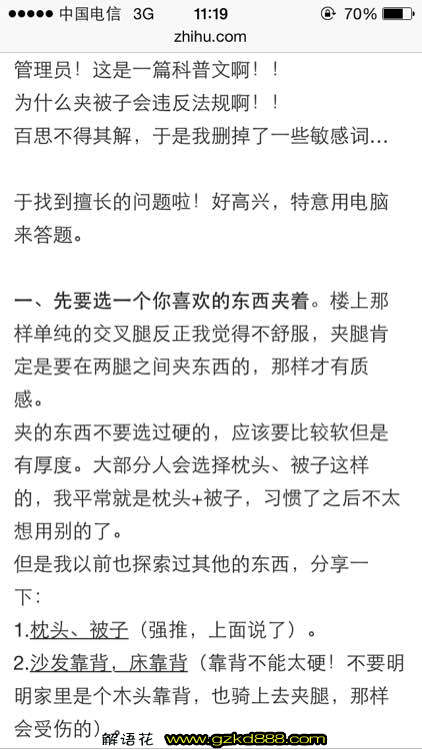 中国电信 3G 11:19 70%
zhihu.com
管理员！这是一篇科普文啊！！
为什么夹被子会违反法规啊！！
百思不得其解，于是我删掉了一些敏感词...
于找到擅长的问题啦！好高兴，特意用电脑
来答题。
一、先要选一个你喜欢的东西夹着。楼上那
样单纯的交叉腿反正我觉得不舒服，夹腿肯
定是要在两腿之间夹东西的，那样才有质
感。
夹的东西不要选过硬的，应该要比较软但是
有厚度。大部分人会选择枕头、被子这样
的，我平常就是枕头+被子，习惯了之后不太
想用别的了。
但是我以前也探索过其他的东西，分享一
下：
1.枕头、被子（强推，上面说了）。
2.沙发靠背，床靠背（靠背不能太硬！不要明
明家里是个木头靠背，也骑上去夹腿，那样
会受伤的）。
解语花 www.gzkd888.com